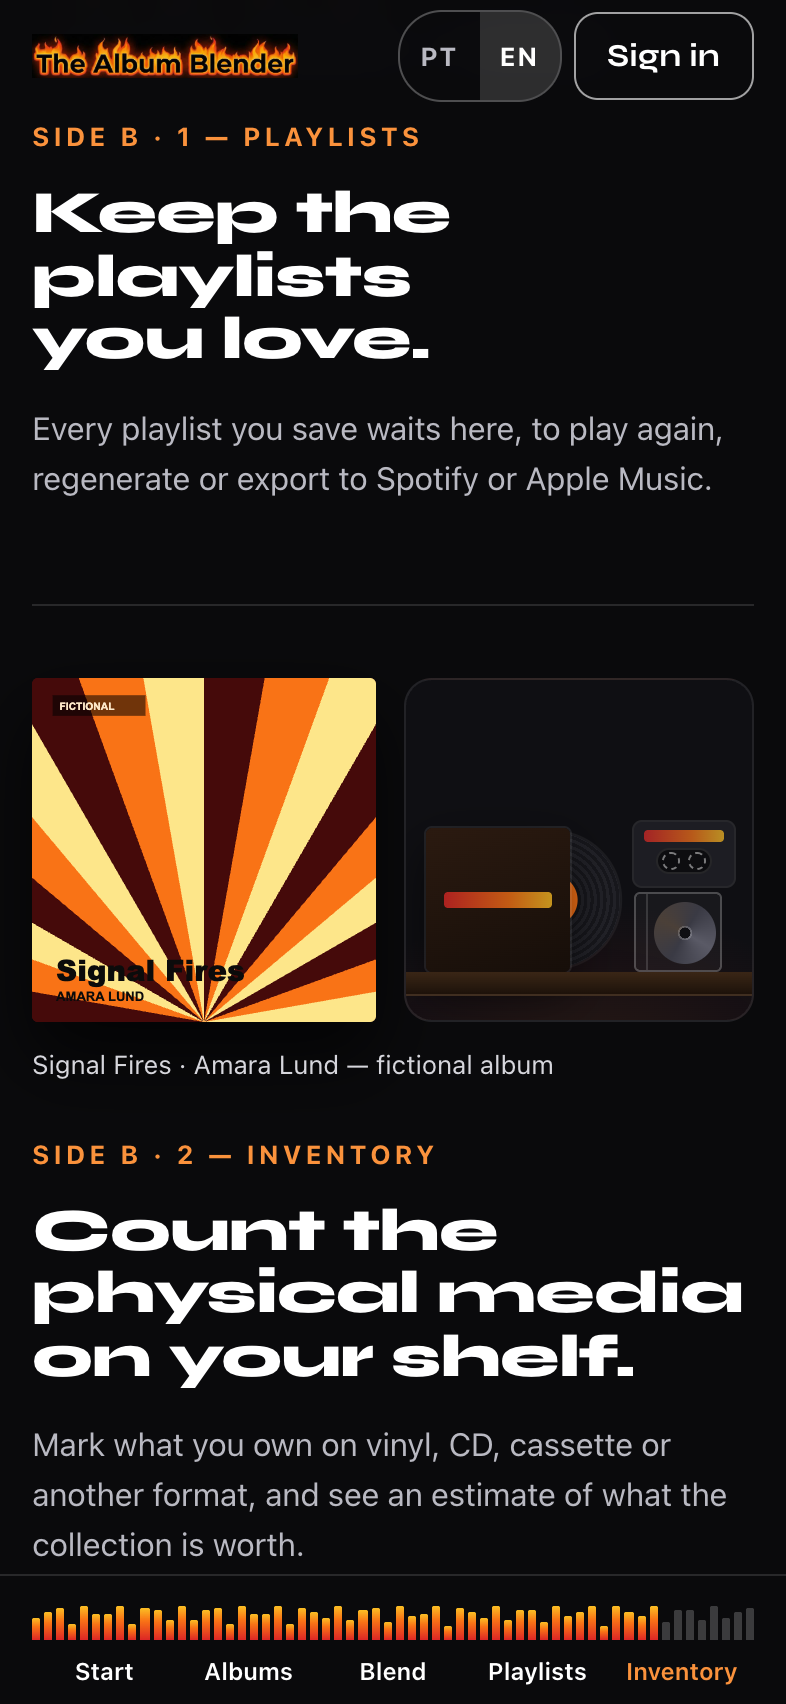 The Album Blender
PT EN
Sign in
SIDE B · 1 — PLAYLISTS
Keep the
playlists
you love.
Every playlist you save waits here, to play again,
regenerate or export to Spotify or Apple Music.
FICTIONAL
Signal Fires
AMARA LUND
Signal Fires · Amara Lund — fictional album
SIDE B · 2 — INVENTORY
Count the
physical media
on your shelf.
Mark what you own on vinyl, CD, cassette or
another format, and see an estimate of what the
collection is worth.
Start Albums Blend Playlists Inventory